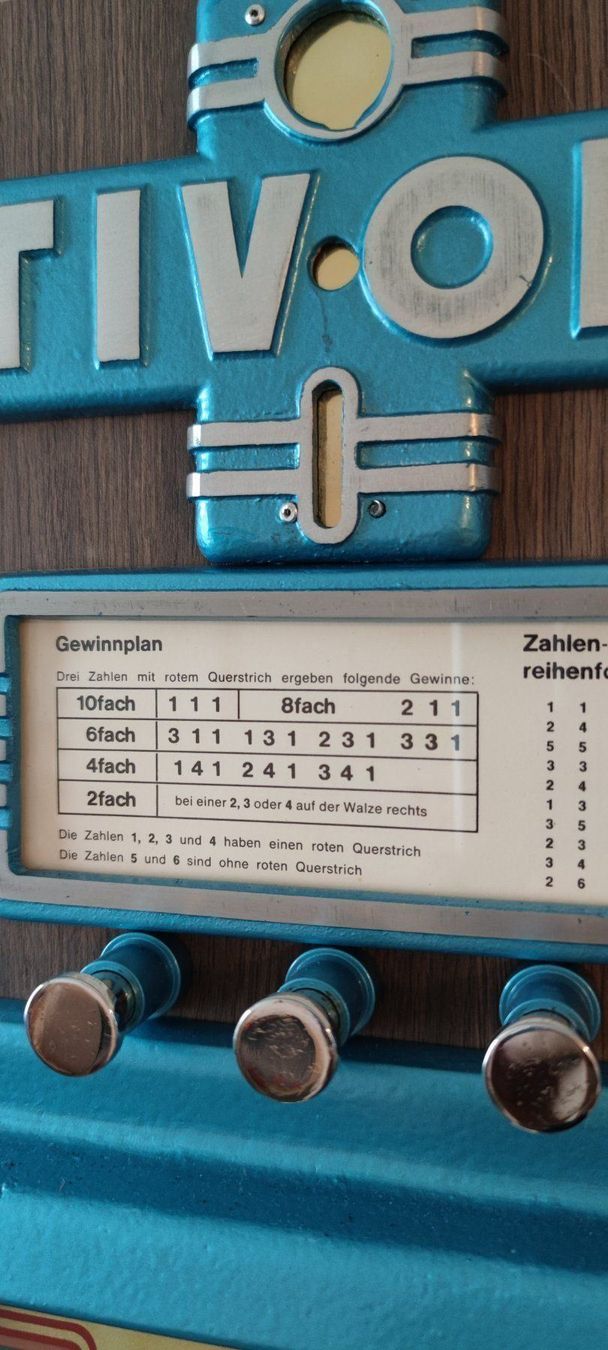 TIVO
Gewinnplan
Drei Zahlen mit rotem Querstrich ergeben folgende Gewinne:
10fach 1 1 1 8fach 2 1 1
6fach 3 1 1 1 3 1 2 3 1 3 3 1
4fach 1 4 1 2 4 1 3 4 1
2fach bei einer 2, 3 oder 4 auf der Walze rechts
Die Zahlen 1, 2, 3 und 4 haben einen roten Querstrich
Die Zahlen 5 und 6 sind ohne roten Querstrich
Zahlen-
reihenfo
1 1
2 4
5 5
3 3
2 4
1 3
3 5
2 3
3 4
2 6